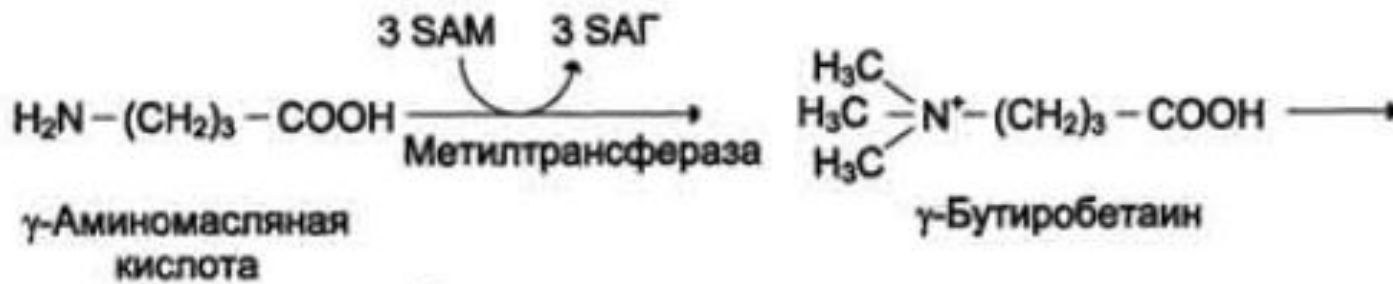 3 SAM 3 SAГ
H₂N–(CH₂)₃–COOH
Метилтрансфераза
γ-Аминомасляная
кислота
H₃C
H₃C –N⁺–(CH₂)₃–COOH
H₃C
γ-Бутиробетаин